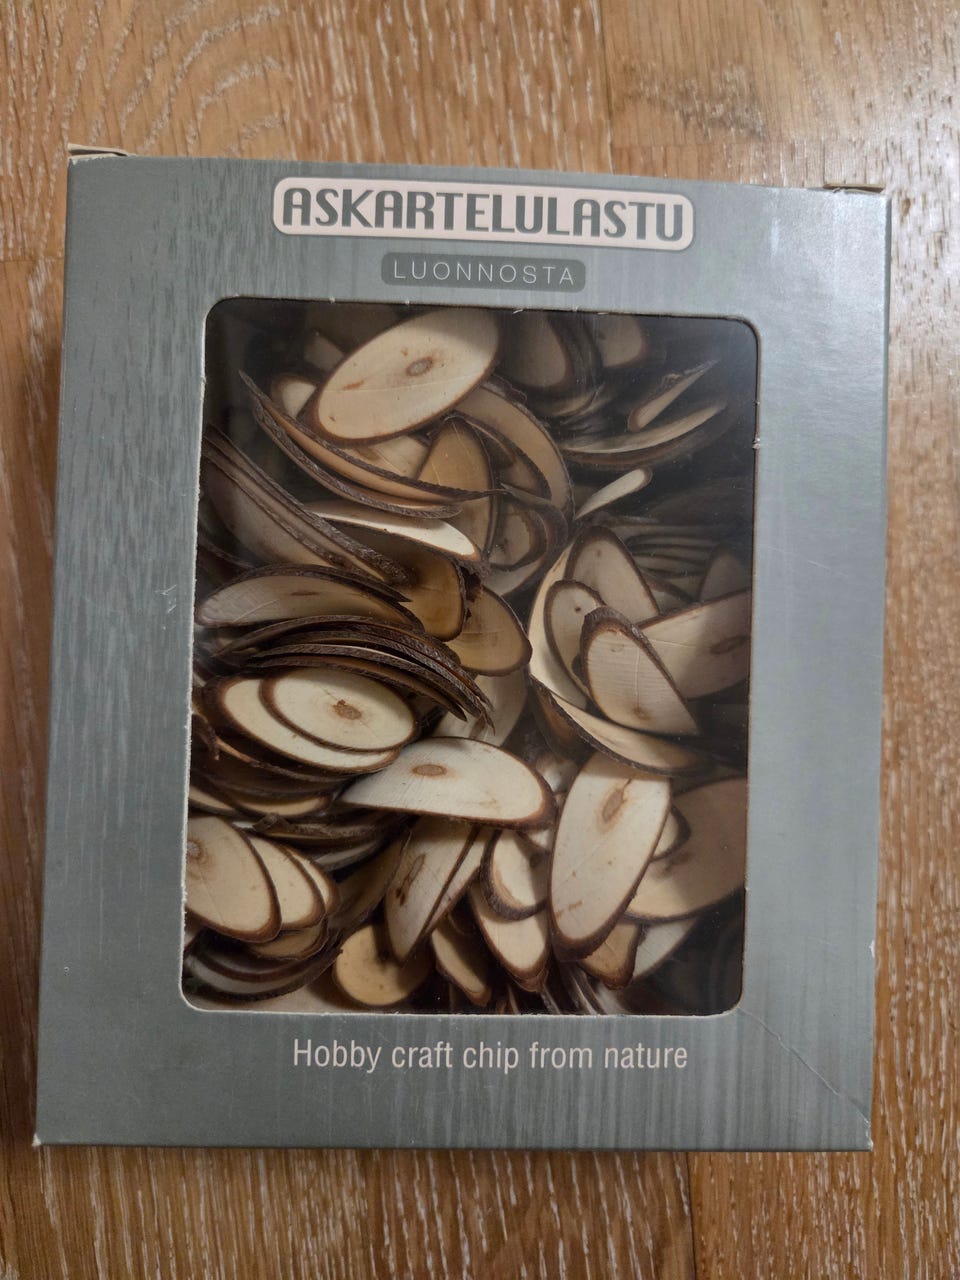 ASKARTELULASTU
LUONNOSTA
Hobby craft chip from nature